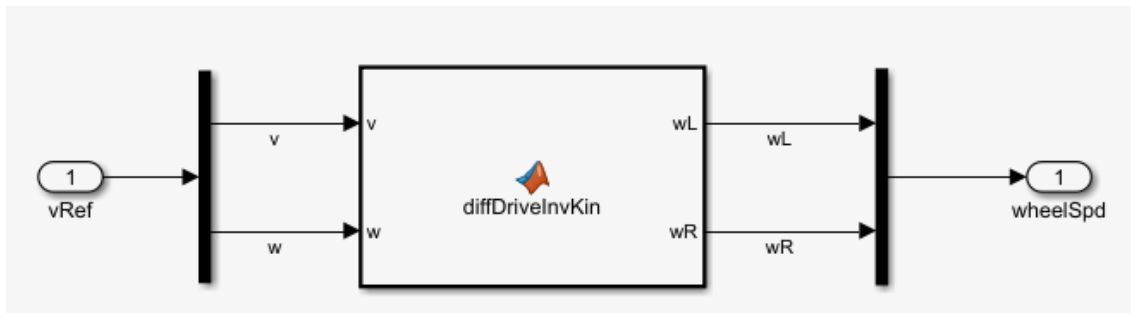 1
vRef
v
w
v
w
diffDriveInvKin
wL
wR
wL
wR
1
wheelSpd